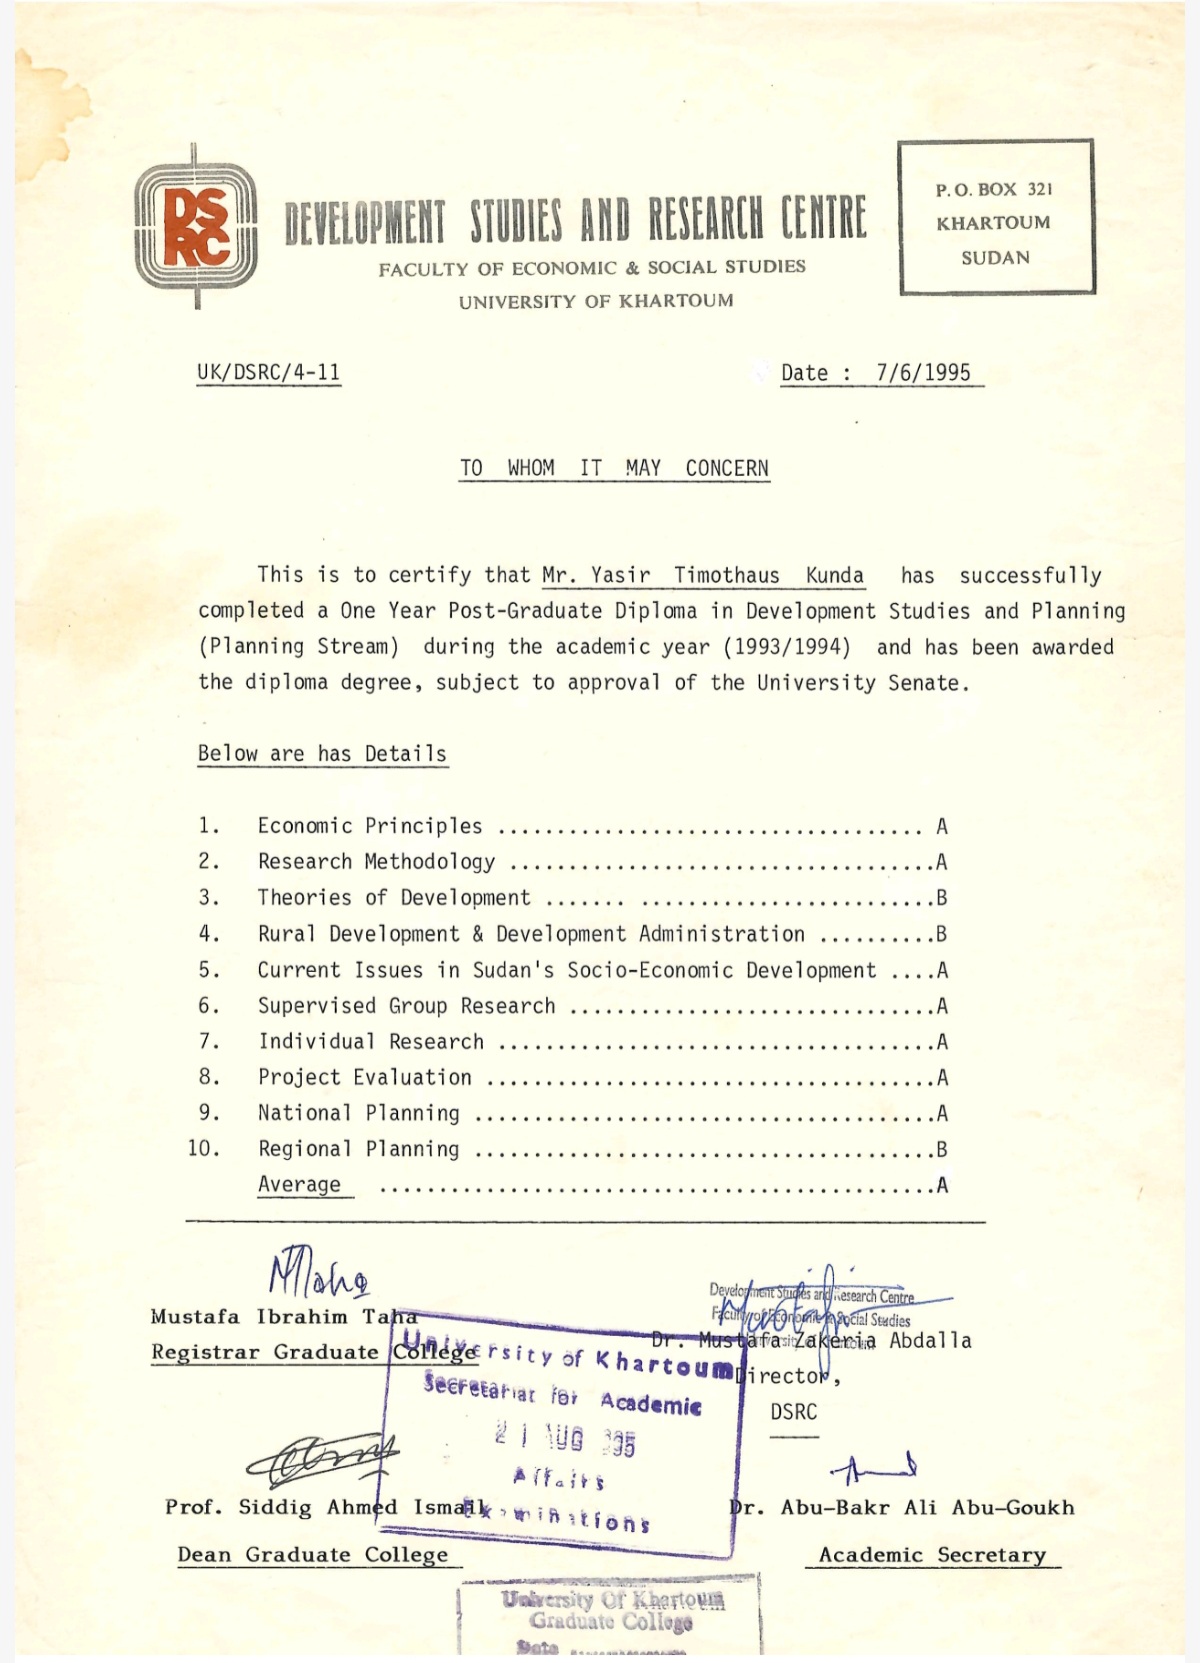 DS
RC
DEVELOPMENT STUDIES AND RESEARCH CENTRE
FACULTY OF ECONOMIC & SOCIAL STUDIES
UNIVERSITY OF KHARTOUM
P.O. BOX 321
KHARTOUM
SUDAN
UK/DSRC/4-11
Date : 7/6/1995
TO WHOM IT MAY CONCERN
This is to certify that Mr. Yasir Timothaus Kunda has successfully
completed a One Year Post-Graduate Diploma in Development Studies and Planning
(Planning Stream) during the academic year (1993/1994) and has been awarded
the diploma degree, subject to approval of the University Senate.
Below are has Details
1. Economic Principles .................................... A
2. Research Methodology ....................................A
3. Theories of Development ....... .........................B
4. Rural Development & Development Administration ..........B
5. Current Issues in Sudan's Socio-Economic Development ....A
6. Supervised Group Research ...............................A
7. Individual Research .....................................A
8. Project Evaluation ......................................A
9. National Planning .......................................A
10. Regional Planning .......................................B
Average ...............................................A
Mustafa Ibrahim Taha
Registrar Graduate College
Development Studies and Research Centre
Faculty of Economic & Social Studies
Dr. Mustafa Zakeria Abdalla
Director,
DSRC
University of Khartoum
Secretariat for Academic
21 AUG 1995
Affairs
Examinations
Prof. Siddig Ahmed Ismail
Dean Graduate College
Dr. Abu-Bakr Ali Abu-Goukh
Academic Secretary
University Of Khartoum
Graduate College
Date